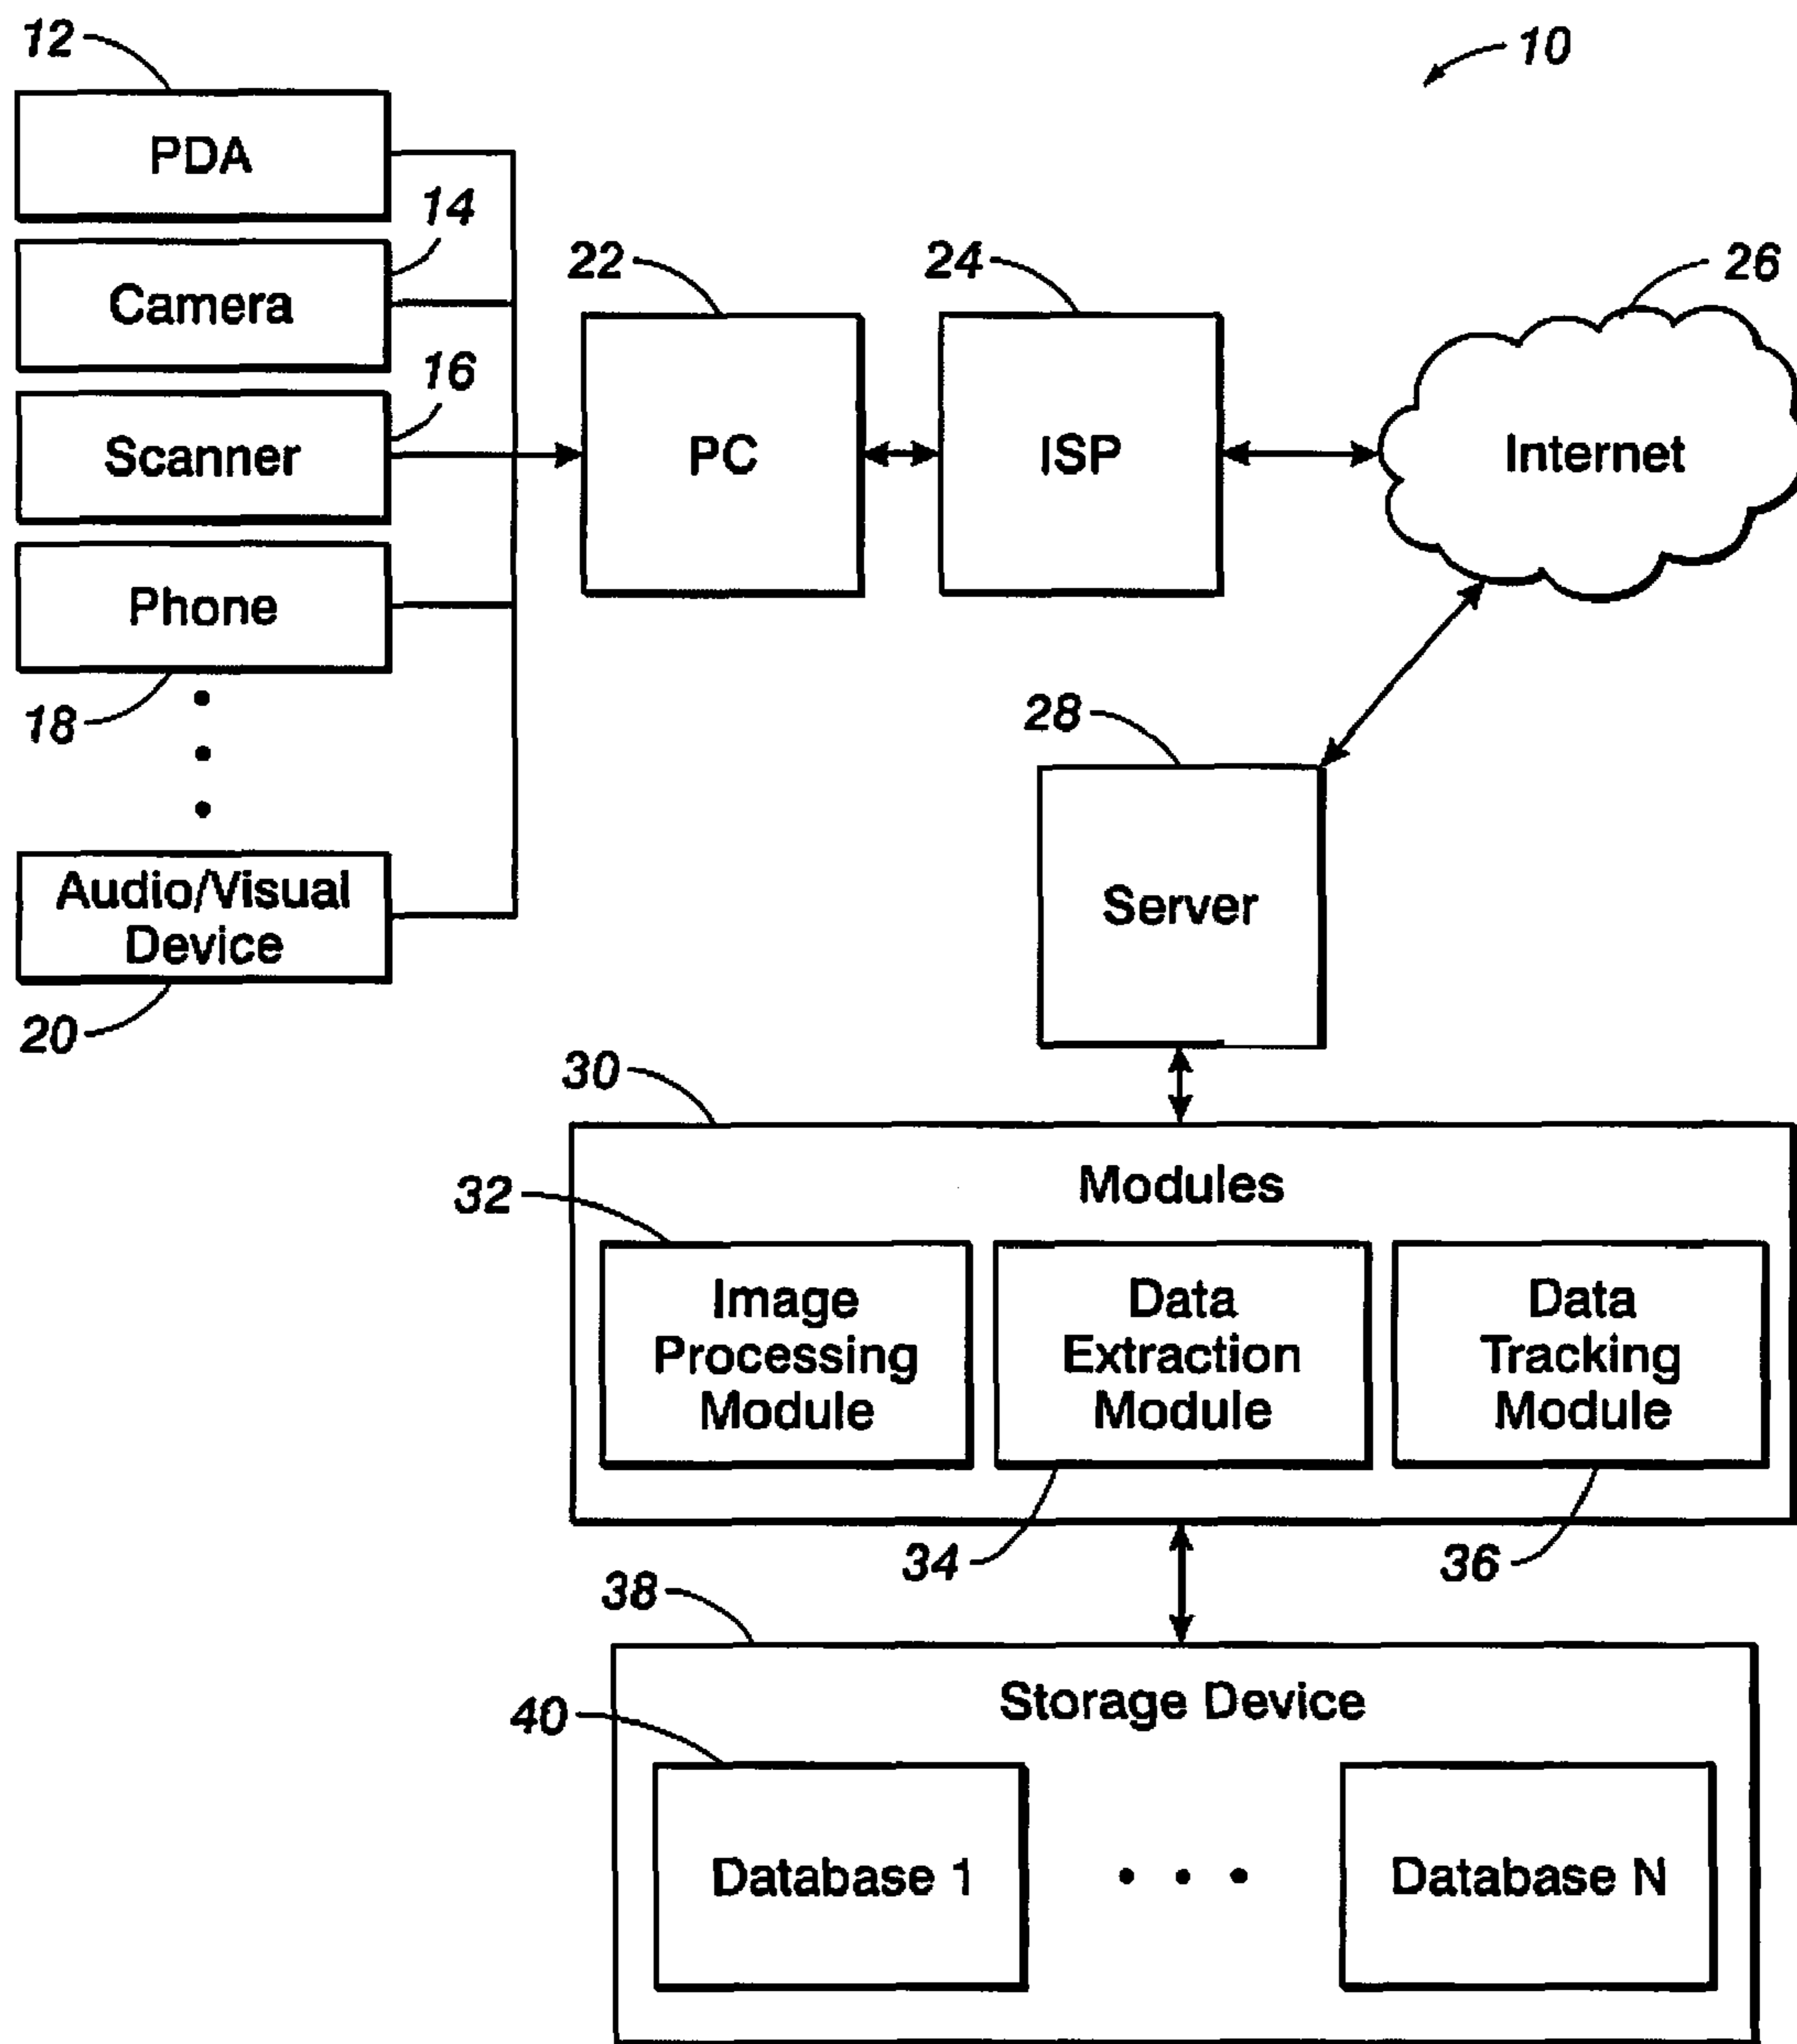 12
10
PDA
14
Camera
22
24
26
16
Scanner
PC
ISP
Internet
Phone
18
28
Audio/Visual
Device
Server
20
30
Modules
32
Image
Processing
Module
Data
Extraction
Module
Data
Tracking
Module
34
36
38
Storage Device
40
Database 1
• • •
Database N